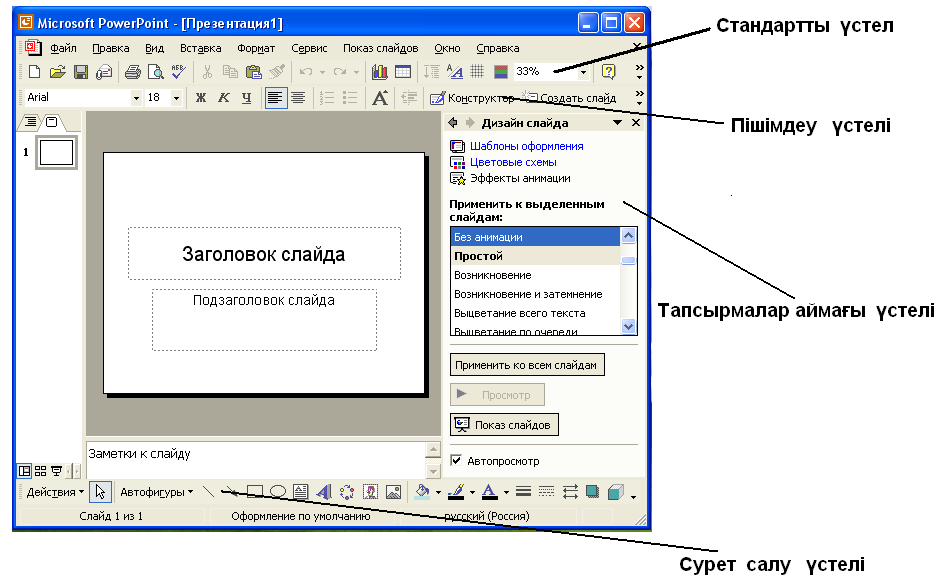 Microsoft PowerPoint - [Презентация1]
Файл Правка Вид Вставка Формат Сервис Показ слайдов Окно Справка
33%
Arial 18 Ж К Ч Конструктор Создать слайд
Дизайн слайда
1
Шаблоны оформления
Цветовые схемы
Эффекты анимации
Применить к выделенным
слайдам:
Без анимации
Простой
Возникновение
Возникновение и затемнение
Выцветание всего текста
Выцветание по очереди
Заголовок слайда
Подзаголовок слайда
Применить ко всем слайдам
Просмотр
Показ слайдов
Автопросмотр
Заметки к слайду
Действия Автофигуры
Слайд 1 из 1 Оформление по умолчанию русский (Россия)
Стандартты үстел
Пішімдеу үстелі
Тапсырмалар аймағы үстелі
Сурет салу үстелі